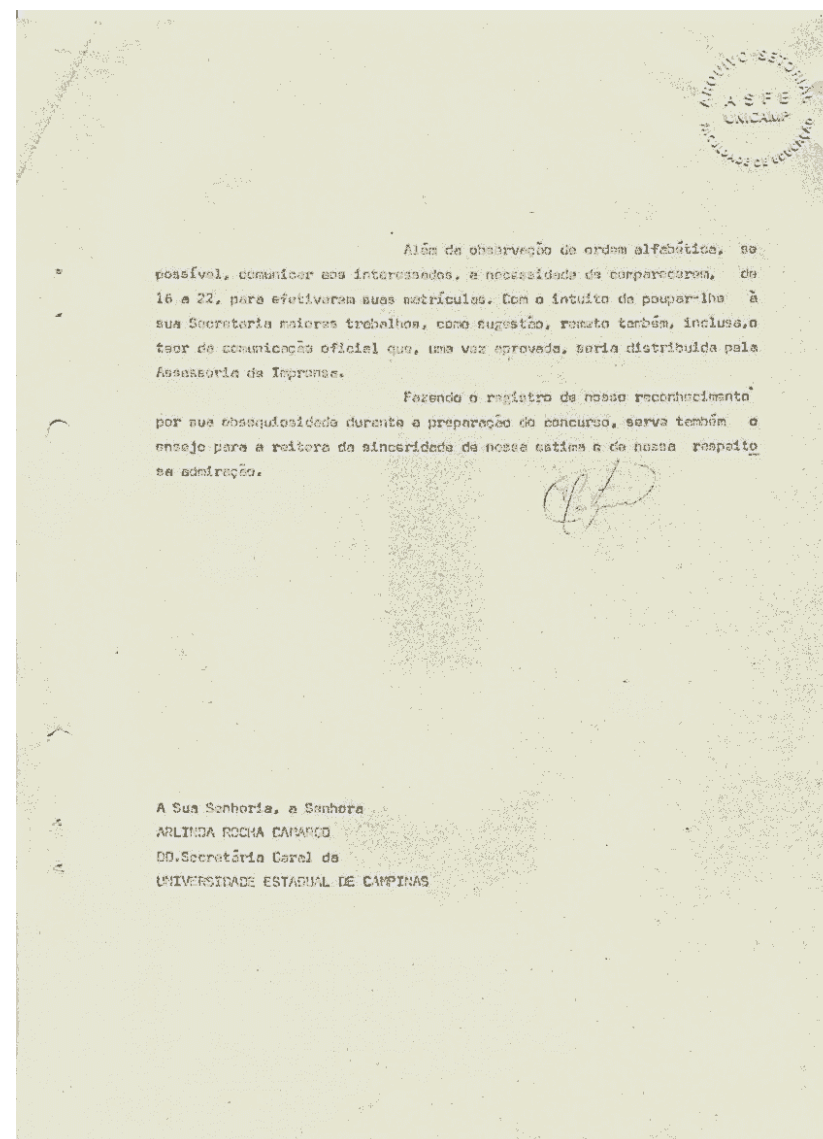 ARQUIVO SETORIAL
ASFE
UNICAMP
FACULDADE DE EDUCAÇÃO
Além da observação de ordem alfabética, se
possível, comunicar aos interessados, a necessidade de comparecerem, de
16 a 22, para efetivarem suas matrículas. Com o intuito de poupar-lhe à
sua Secretaria maiores trabalhos, como sugestão, remeto também, inclusa,o
teor de comunicação oficial que, uma vez aprovada, seria distribuida pela
Assessoria de Imprensa.
Fazendo o registro de nosso reconhecimento
por sua obsequiosidade durante a preparação do concurso, serve também o
ensejo para a reitera da sinceridade de nossa estima e de nossa respeito
sa admiração.
A Sua Senhoria, a Senhora
ARLINDA ROCHA CAMARGO
DD.Secretária Geral da
UNIVERSIDADE ESTADUAL DE CAMPINAS